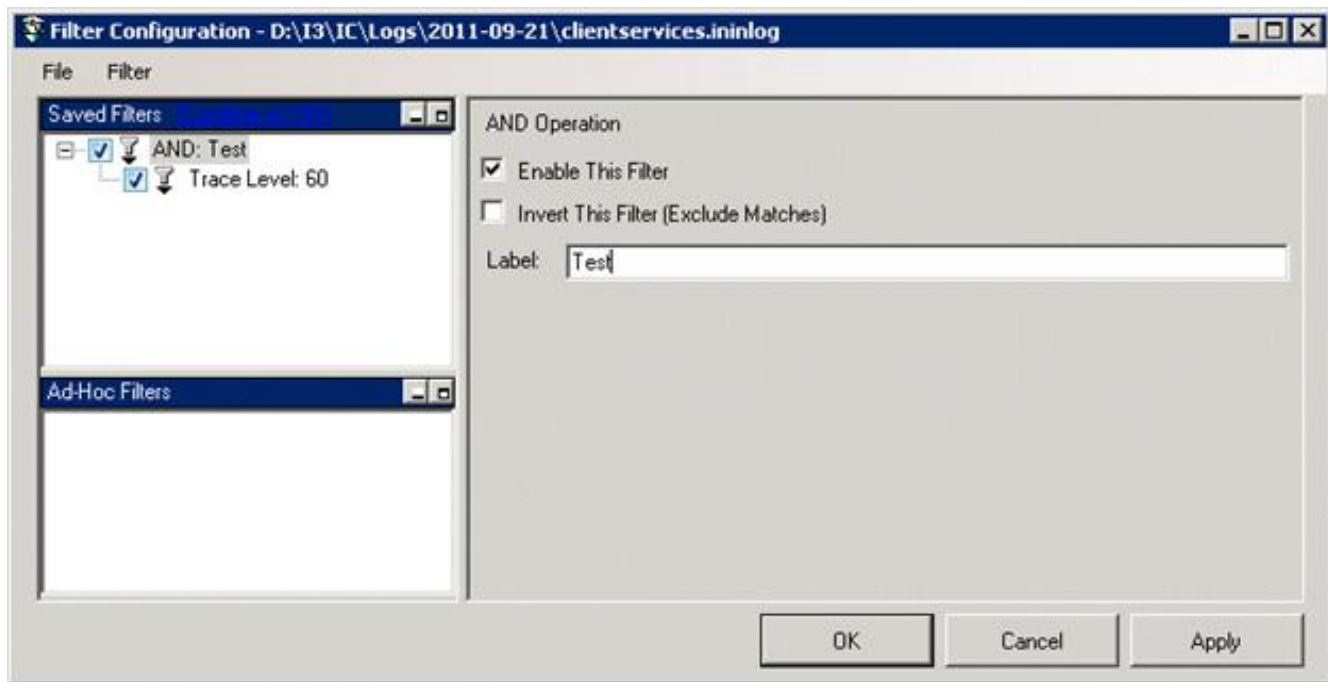 Filter Configuration - D:\I3\IC\Logs\2011-09-21\clientservices.ininlog
File Filter
Saved Filters
AND: Test
Trace Level: 60
Ad-Hoc Filters
AND Operation
Enable This Filter
Invert This Filter (Exclude Matches)
Label: Test
OK Cancel Apply